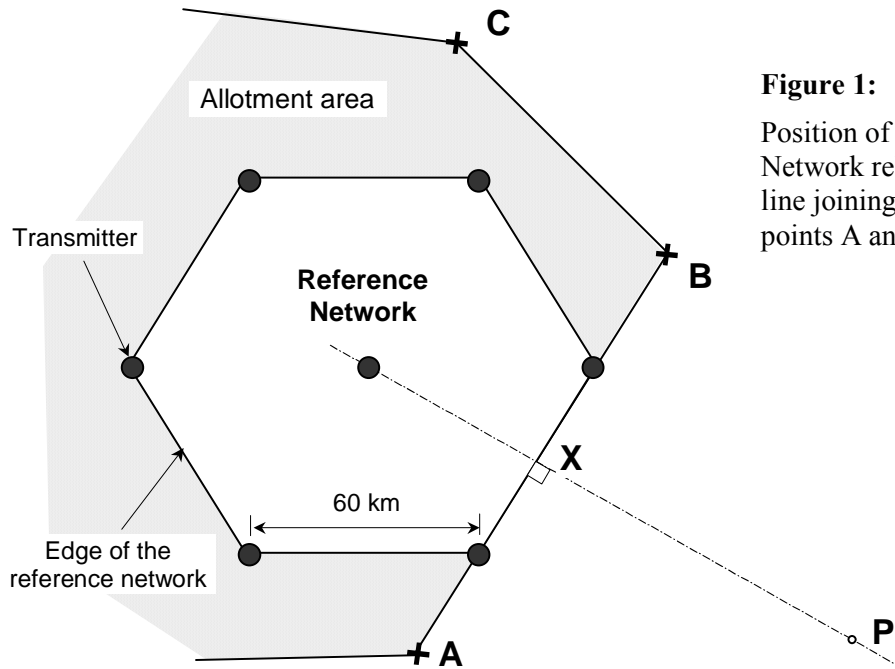 C
Allotment area
Figure 1:
Position of
Network re
line joining
points A an
Transmitter
Reference
Network
B
X
60 km
Edge of the
reference network
P
A